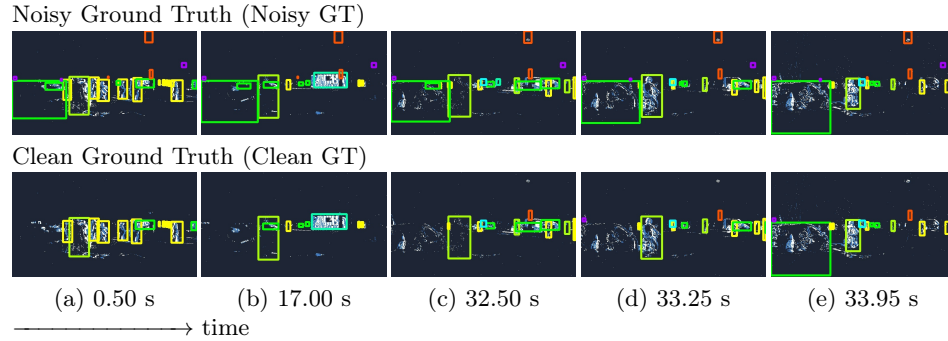 Noisy Ground Truth (Noisy GT)
Clean Ground Truth (Clean GT)
(a) 0.50 s (b) 17.00 s (c) 32.50 s (d) 33.25 s (e) 33.95 s
time